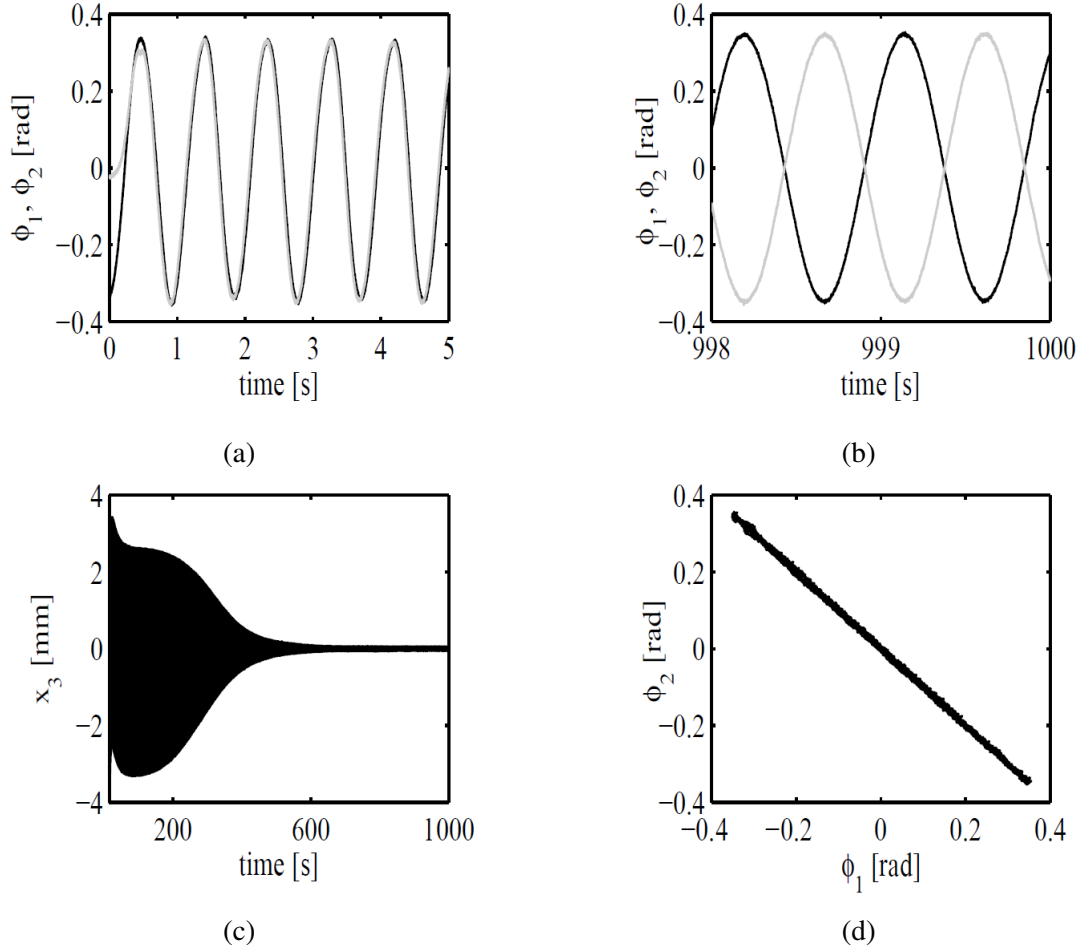 0.4
0.2
0
−0.2
−0.4
ϕ1, ϕ2 [rad]
0 1 2 3 4 5
time [s]
(a)
0.4
0.2
0
−0.2
−0.4
ϕ1, ϕ2 [rad]
998 999 1000
time [s]
(b)
4
2
0
−2
−4
x3 [mm]
200 600 1000
time [s]
(c)
0.4
0.2
0
−0.2
−0.4
ϕ2 [rad]
−0.4 −0.2 0 0.2 0.4
ϕ1 [rad]
(d)